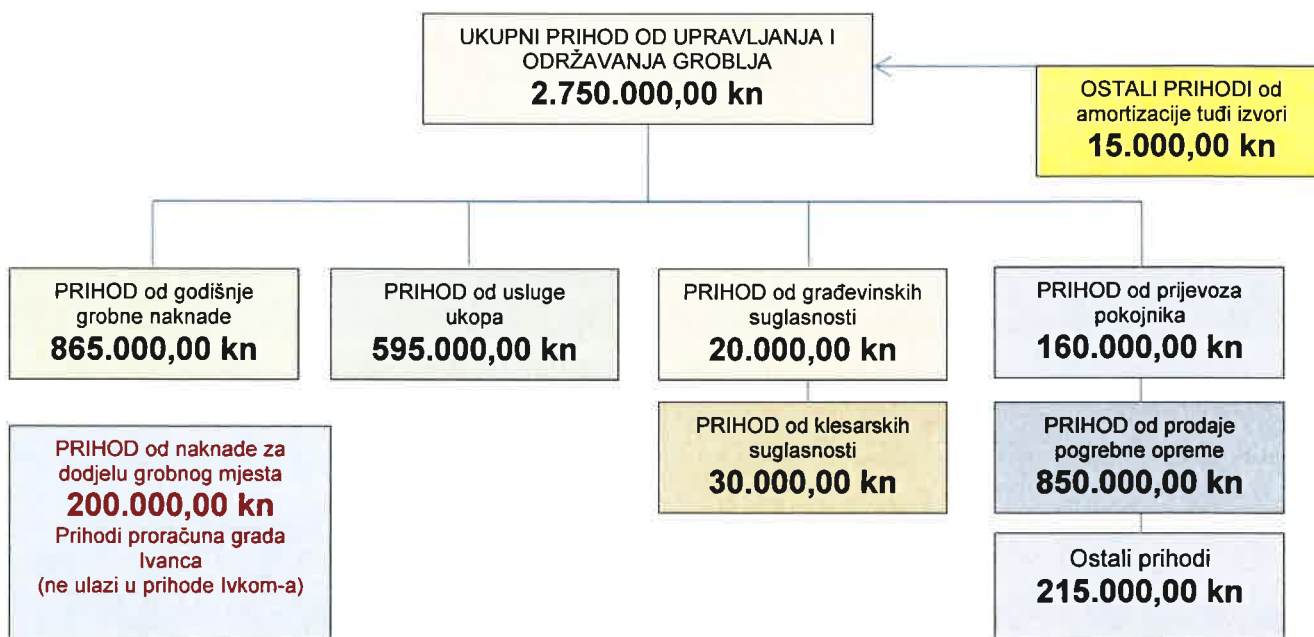 UKUPNI PRIHOD OD UPRAVLJANJA I
ODRŽAVANJA GROBLJA
2.750.000,00 kn
OSTALI PRIHODI od
amortizacije tuđi izvori
15.000,00 kn
PRIHOD od godišnje
grobne naknade
865.000,00 kn
PRIHOD od usluge
ukopa
595.000,00 kn
PRIHOD od građevinskih
suglasnosti
20.000,00 kn
PRIHOD od prijevoza
pokojnika
160.000,00 kn
PRIHOD od naknade za
dodjelu grobnog mjesta
200.000,00 kn
Prihodi proračuna grada
Ivanca
(ne ulazi u prihode Ivkom-a)
PRIHOD od klesarskih
suglasnosti
30.000,00 kn
PRIHOD od prodaje
pogrebne opreme
850.000,00 kn
Ostali prihodi
215.000,00 kn